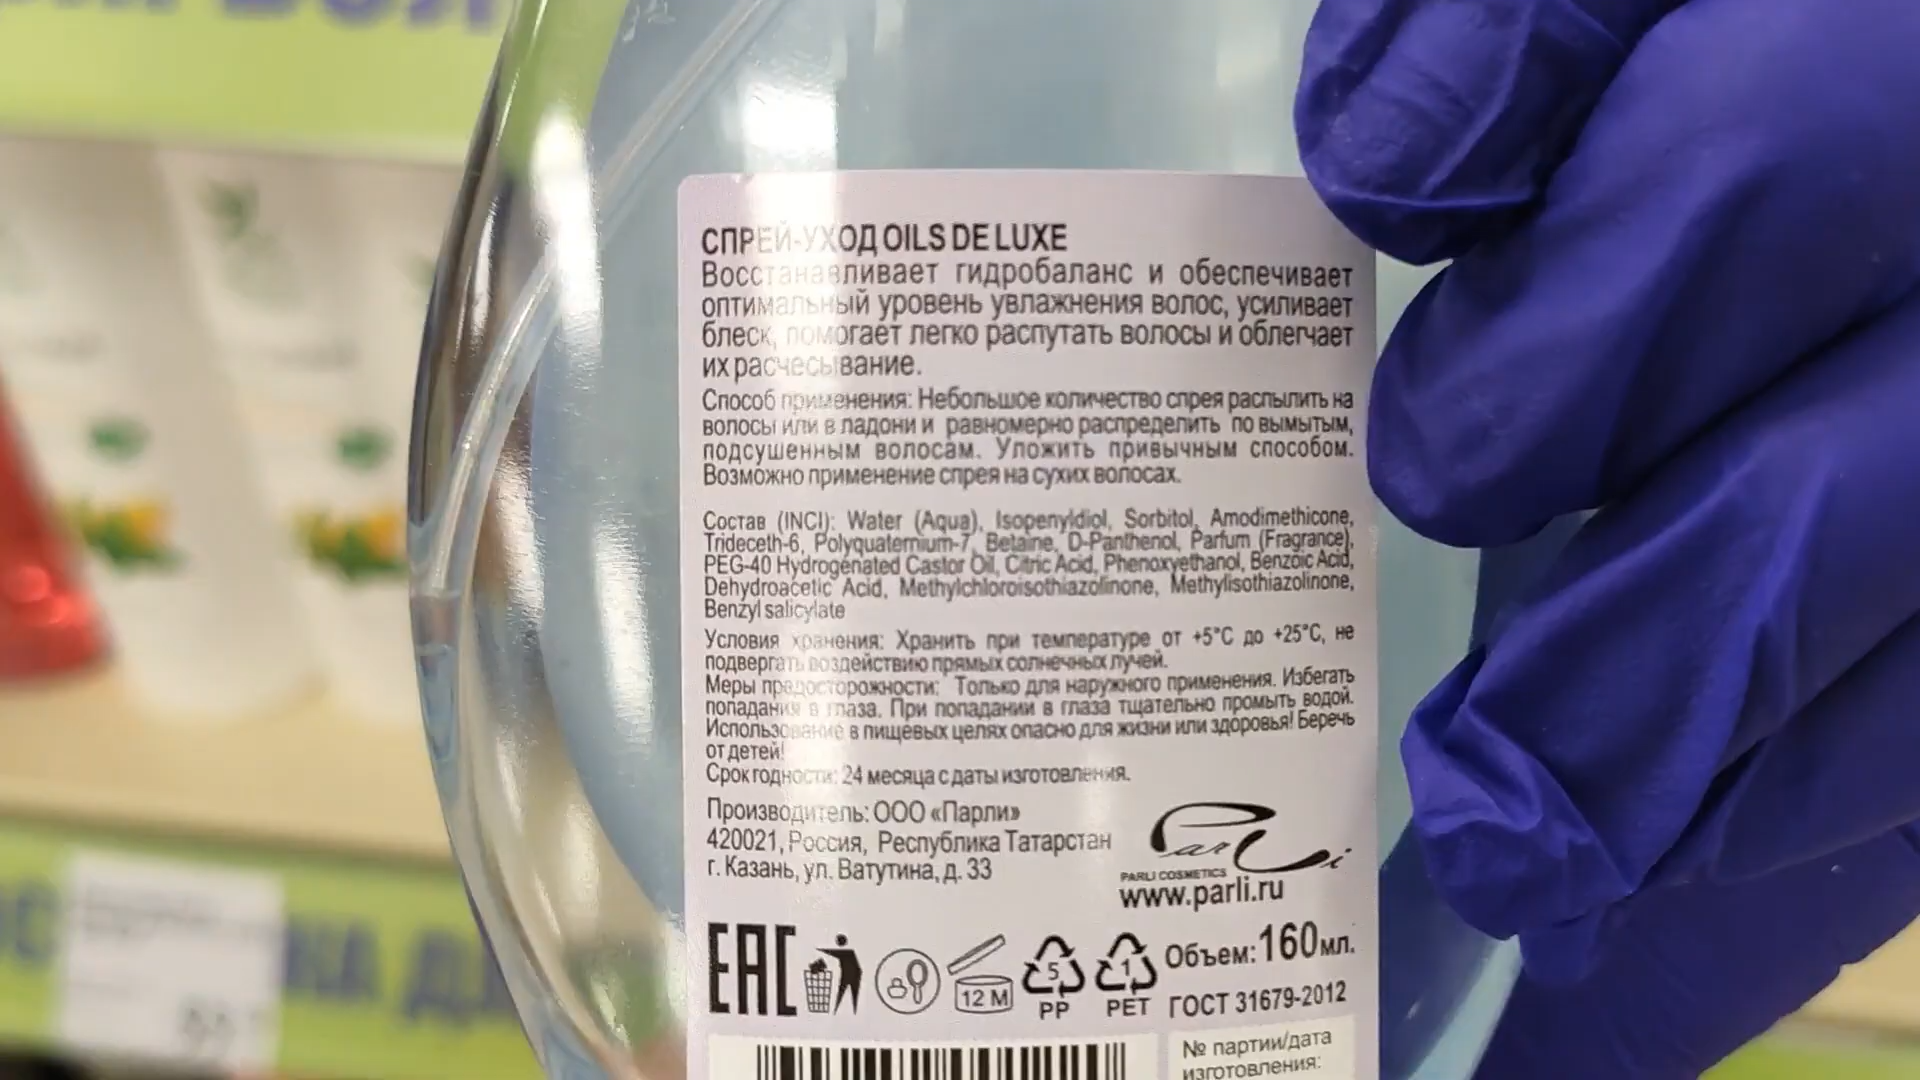 СПРЕЙ-УХОД OILS DE LUXE
Восстанавливает гидробаланс и обеспечивает
оптимальный уровень увлажнения волос, усиливает
блеск, помогает легко распутать волосы и облегчает
их расчесывание.
Способ применения: Небольшое количество спрея распылить на
волосы или в ладони и равномерно распределить по вымытым,
подсушенным волосам. Уложить привычным способом.
Возможно применение спрея на сухих волосах.
Состав (INCI): Water (Aqua), Isopenyldiol, Sorbitol, Amodimethicone,
Trideceth-6, Polyquaternium-7, Betaine, D-Panthenol, Parfum (Fragrance),
PEG-40 Hydrogenated Castor Oil, Citric Acid, Phenoxyethanol, Benzoic Acid,
Dehydroacetic Acid, Methylchloroisothiazolinone, Methylisothiazolinone,
Benzyl salicylate
Условия хранения: Хранить при температуре от +5°С до +25°С, не
подвергать воздействию прямых солнечных лучей.
Меры предосторожности: Только для наружного применения. Избегать
попадания в глаза. При попадании в глаза тщательно промыть водой.
Использование в пищевых целях опасно для жизни или здоровья! Беречь
от детей!
Срок годности: 24 месяца с даты изготовления.
Производитель: ООО «Парли»
420021, Россия, Республика Татарстан
г. Казань, ул. Ватутина, д. 33
Parli
PARLI COSMETICS
www.parli.ru
EAC
12 M
5
PP
1
PET
Объем: 160мл.
ГОСТ 31679-2012
№ партии/дата
изготовления: